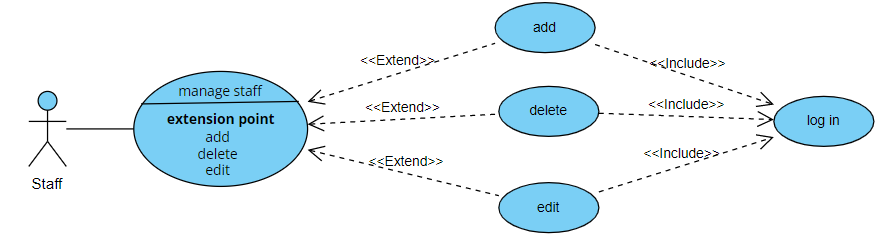 add
<<Extend>>
<<Include>>
manage staff
extension point
add
delete
edit
<<Extend>>
delete
<<Include>>
log in
<<Extend>>
<<Include>>
Staff
edit